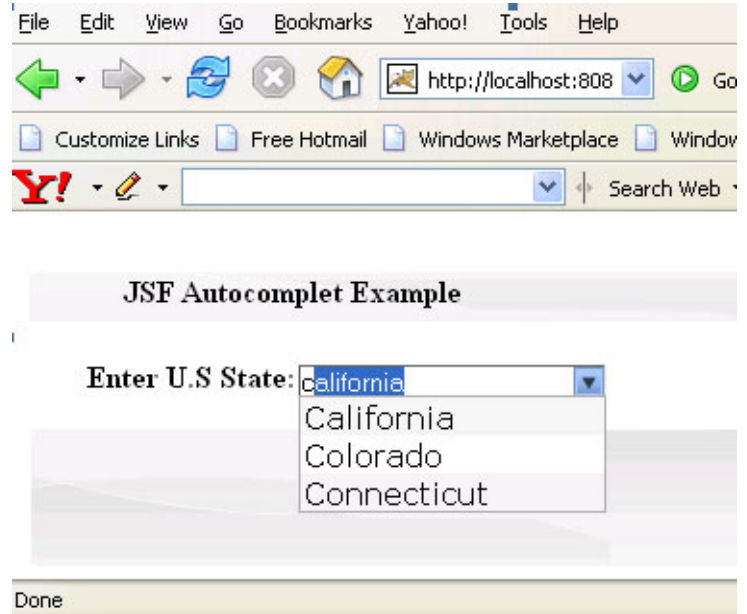 File Edit View Go Bookmarks Yahoo! Tools Help
http://localhost:808 Go
Customize Links Free Hotmail Windows Marketplace Window
Y! Search Web
JSF Autocomplet Example
Enter U.S State: california
California
Colorado
Connecticut
Done